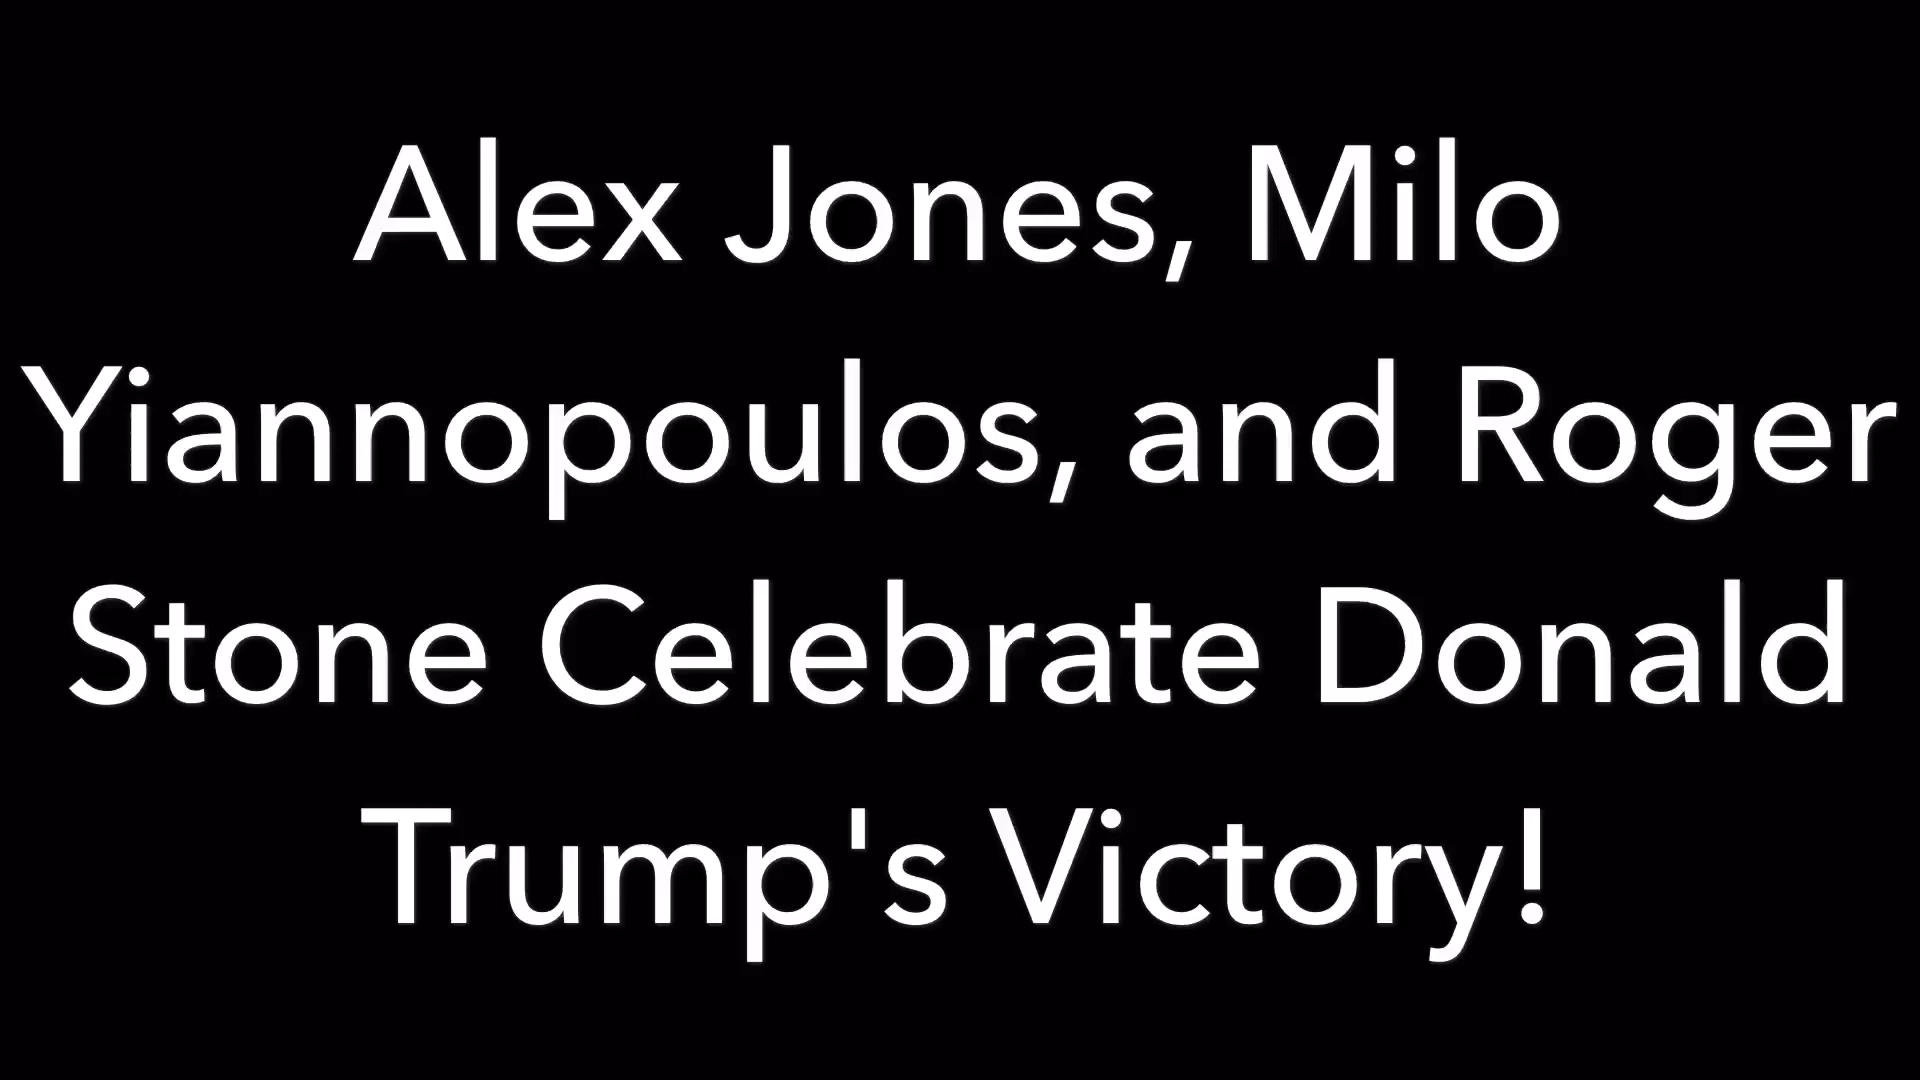 Alex Jones, Milo
Yiannopoulos, and Roger
Stone Celebrate Donald
Trump's Victory!